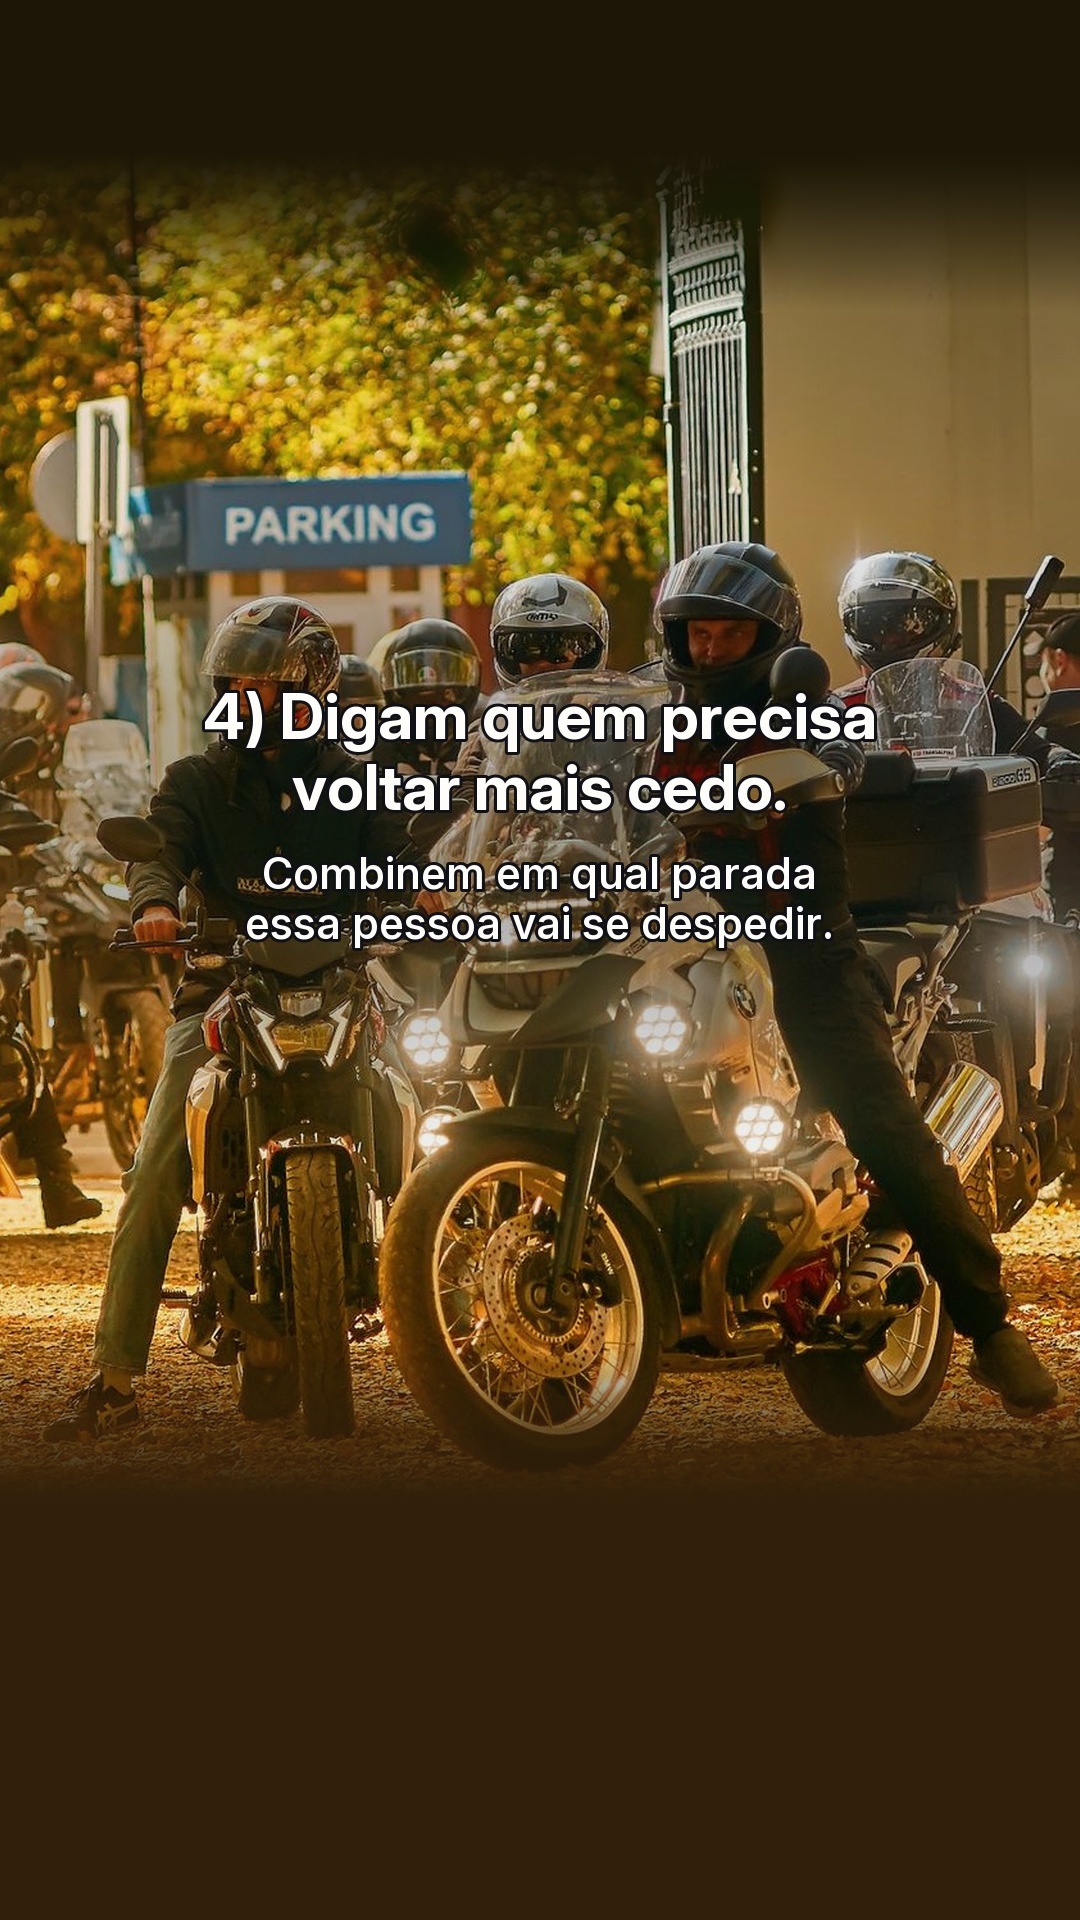 PARKING
4) Digam quem precisa
voltar mais cedo.
Combinem em qual parada
essa pessoa vai se despedir.